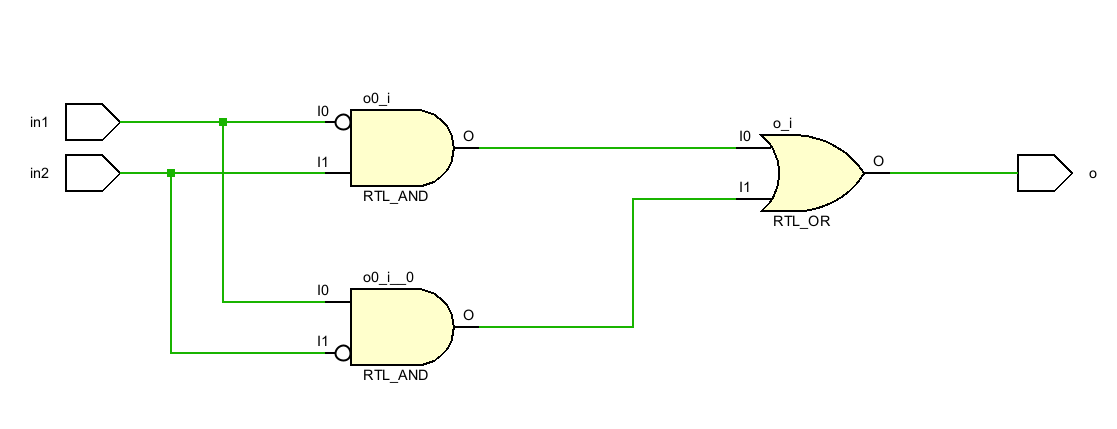 in1
in2
o0_i
I0
I1
O
RTL_AND
o0_i__0
I0
I1
O
RTL_AND
o_i
I0
I1
O
RTL_OR
o